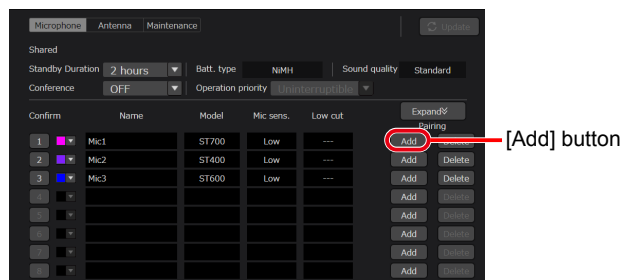 Microphone Antenna Maintenance Update
Shared
Standby Duration 2 hours Batt. type NiMH Sound quality Standard
Conference OFF Operation priority Uninterruptible
Confirm Name Model Mic sens. Low cut Expand
Pairing
1 Mic1 ST700 Low --- Add Delete [Add] button
2 Mic2 ST400 Low --- Add Delete
3 Mic3 ST600 Low --- Add Delete
4 Add Delete
5 Add Delete
6 Add Delete
7 Add Delete
8 Add Delete